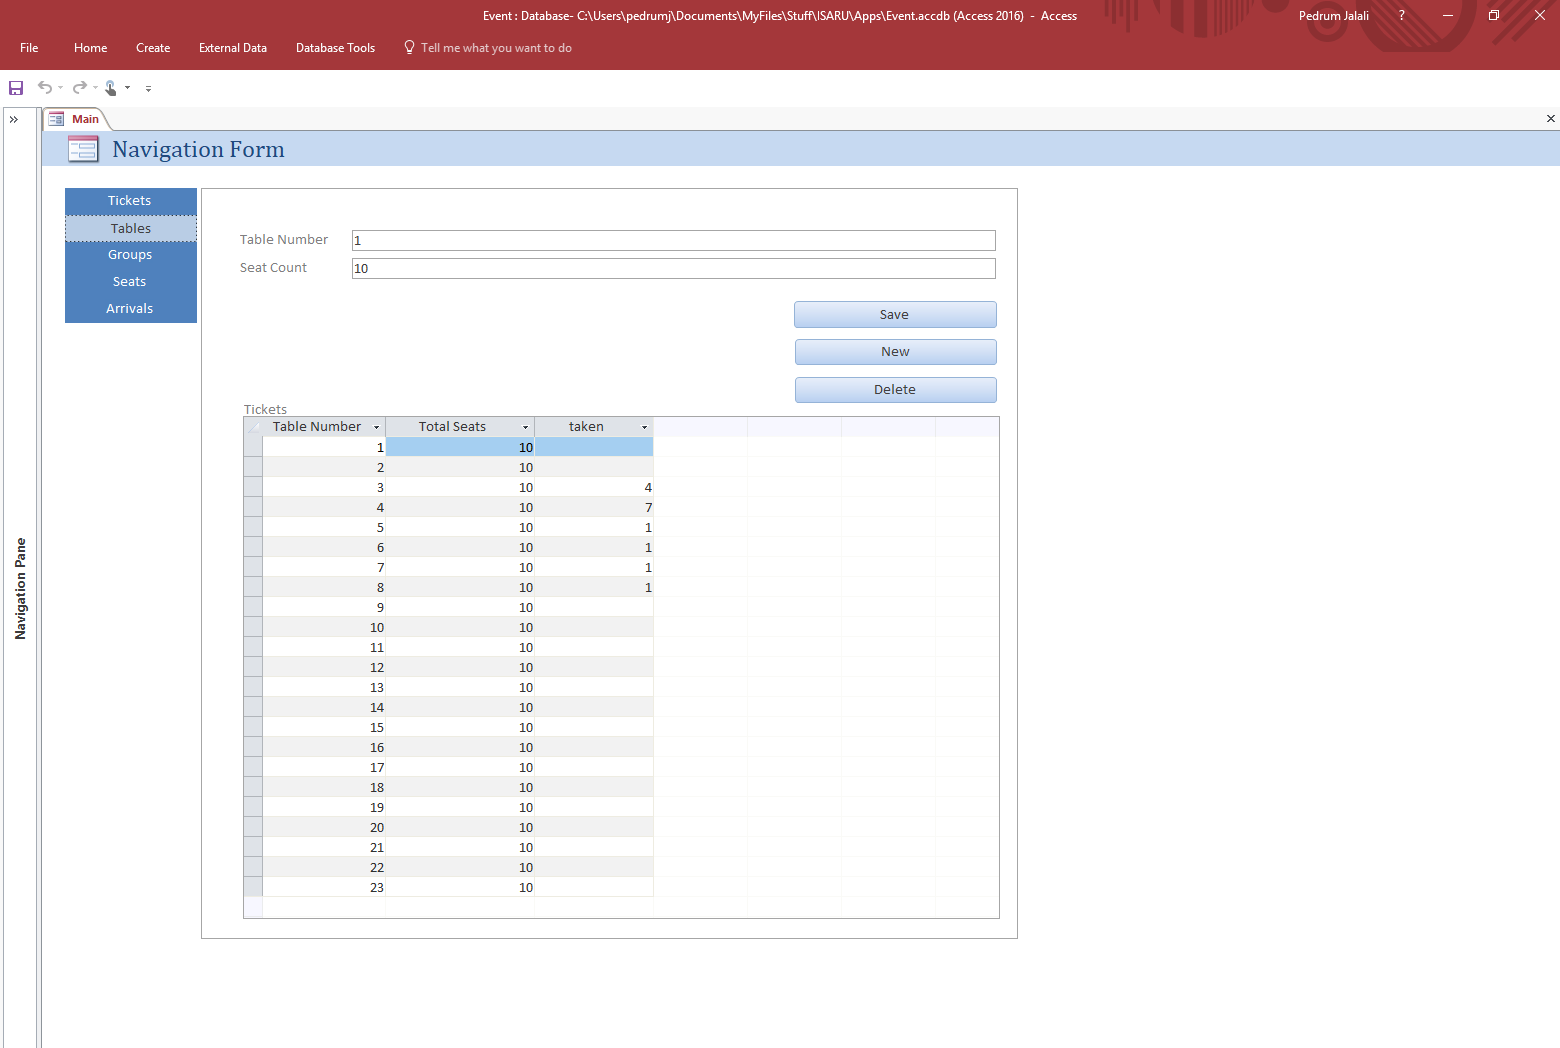 Event : Database- C:\Users\pedrumj\Documents\MyFiles\Stuff\ISARU\Apps\Event.accdb (Access 2016)  -  Access
Pedrum Jalali
?
File Home Create External Data Database Tools Tell me what you want to do
Main
Navigation Form
Navigation Pane
Tickets
Tables
Groups
Seats
Arrivals
Table Number 1
Seat Count 10
Save
New
Delete
Tickets
Table Number Total Seats taken
1 10
2 10
3 10 4
4 10 7
5 10 1
6 10 1
7 10 1
8 10 1
9 10
10 10
11 10
12 10
13 10
14 10
15 10
16 10
17 10
18 10
19 10
20 10
21 10
22 10
23 10